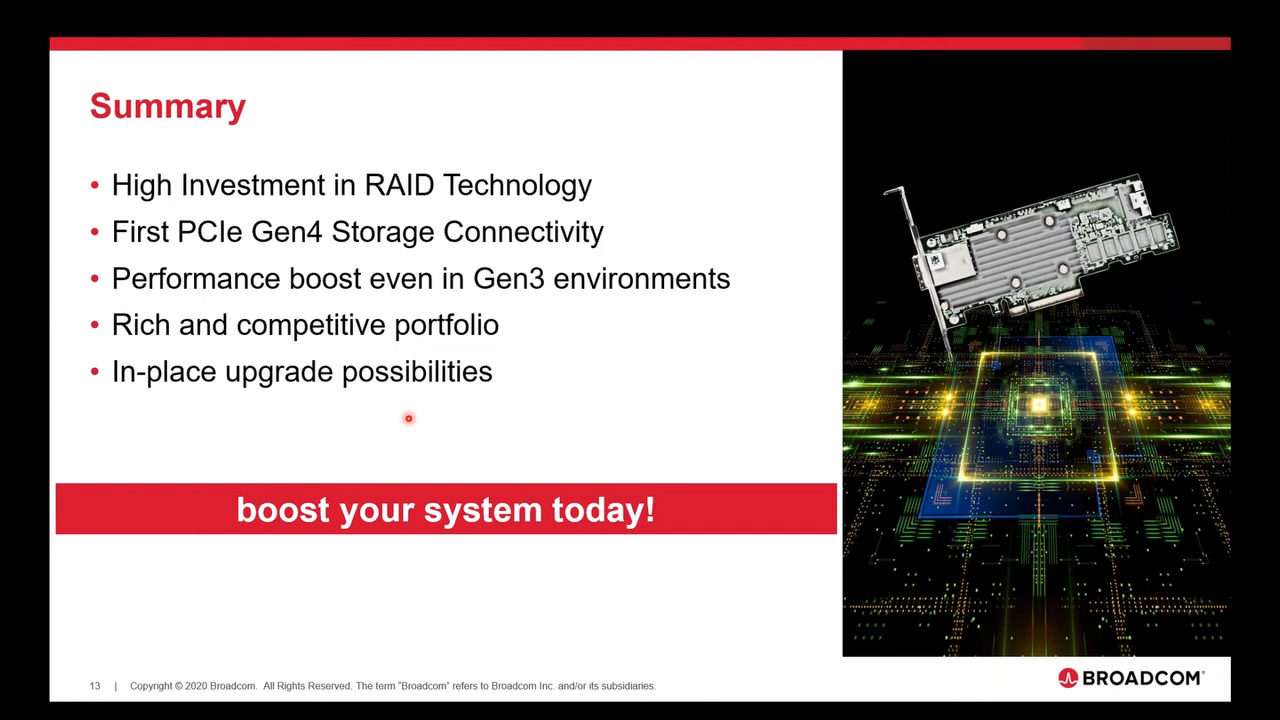 Summary
• High Investment in RAID Technology
• First PCIe Gen4 Storage Connectivity
• Performance boost even in Gen3 environments
• Rich and competitive portfolio
• In-place upgrade possibilities
boost your system today!
13 | Copyright © 2020 Broadcom. All Rights Reserved. The term “Broadcom” refers to Broadcom Inc. and/or its subsidiaries.
BROADCOM®